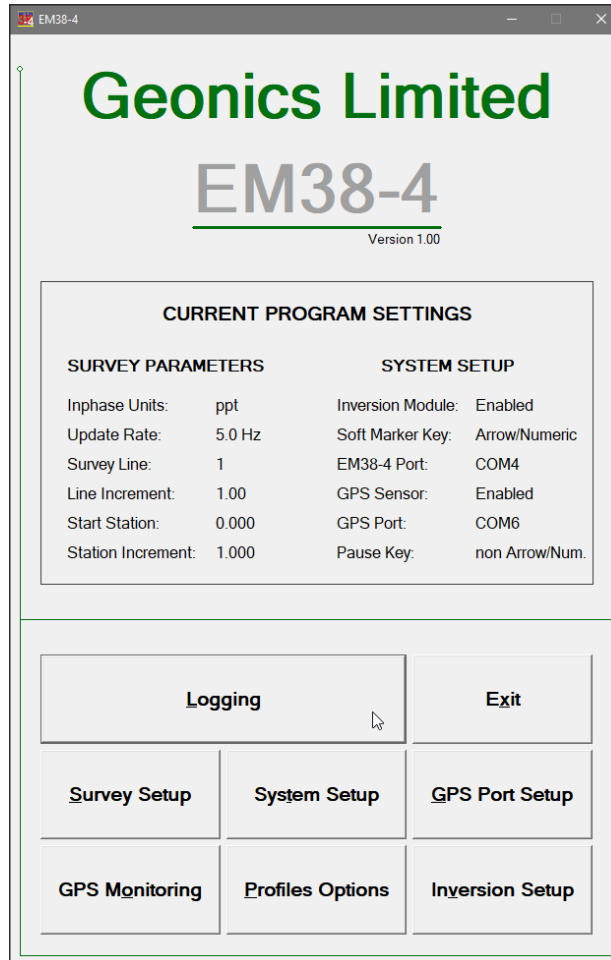 EM38-4
Geonics Limited
EM38-4
Version 1.00
CURRENT PROGRAM SETTINGS
SURVEY PARAMETERS SYSTEM SETUP
Inphase Units: ppt Inversion Module: Enabled
Update Rate: 5.0 Hz Soft Marker Key: Arrow/Numeric
Survey Line: 1 EM38-4 Port: COM4
Line Increment: 1.00 GPS Sensor: Enabled
Start Station: 0.000 GPS Port: COM6
Station Increment: 1.000 Pause Key: non Arrow/Num.
Logging Exit
Survey Setup System Setup GPS Port Setup
GPS Monitoring Profiles Options Inversion Setup